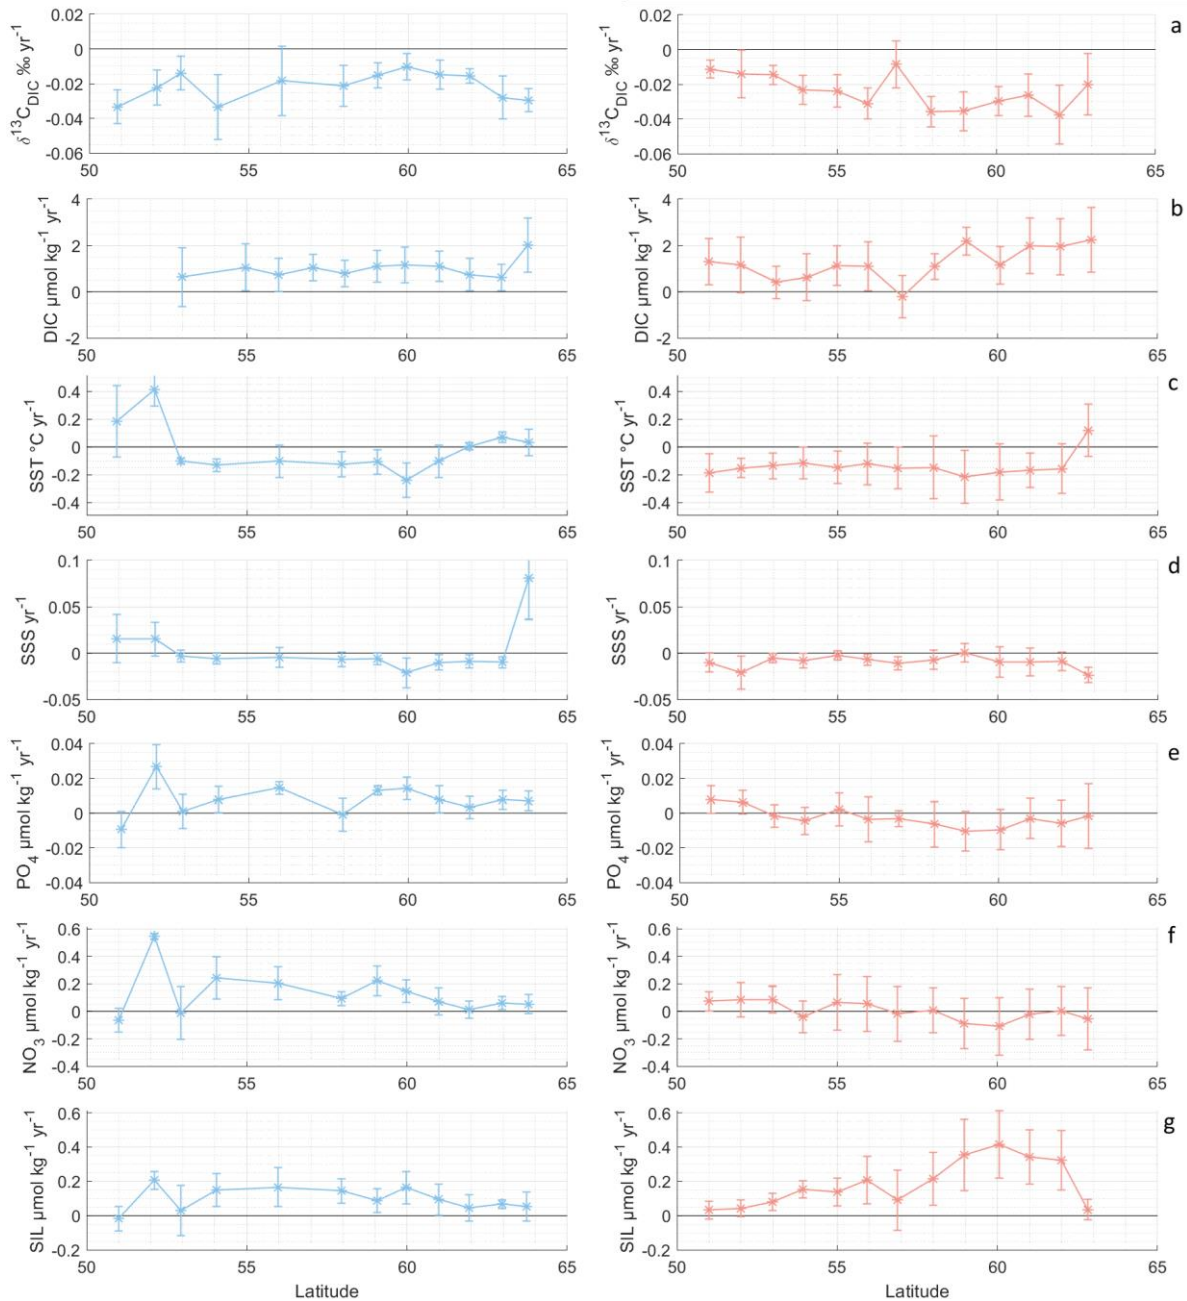 a
δ13CDIC ‰ yr-1
0.02
0
-0.02
-0.04
-0.06
50 55 60 65
δ13CDIC ‰ yr-1
0.02
0
-0.02
-0.04
-0.06
50 55 60 65
b
DIC µmol kg-1 yr-1
4
2
0
-2
50 55 60 65
DIC µmol kg-1 yr-1
4
2
0
-2
50 55 60 65
c
SST °C yr-1
0.4
0.2
0
-0.2
-0.4
50 55 60 65
SST °C yr-1
0.4
0.2
0
-0.2
-0.4
50 55 60 65
d
SSS yr-1
0.1
0.05
0
-0.05
50 55 60 65
SSS yr-1
0.1
0.05
0
-0.05
50 55 60 65
e
PO4 µmol kg-1 yr-1
0.04
0.02
0
-0.02
-0.04
50 55 60 65
PO4 µmol kg-1 yr-1
0.04
0.02
0
-0.02
-0.04
50 55 60 65
f
NO3 µmol kg-1 yr-1
0.6
0.4
0.2
0
-0.2
-0.4
50 55 60 65
NO3 µmol kg-1 yr-1
0.6
0.4
0.2
0
-0.2
-0.4
50 55 60 65
g
SIL µmol kg-1 yr-1
0.6
0.4
0.2
0
-0.2
50 55 60 65
Latitude
SIL µmol kg-1 yr-1
0.6
0.4
0.2
0
-0.2
50 55 60 65
Latitude